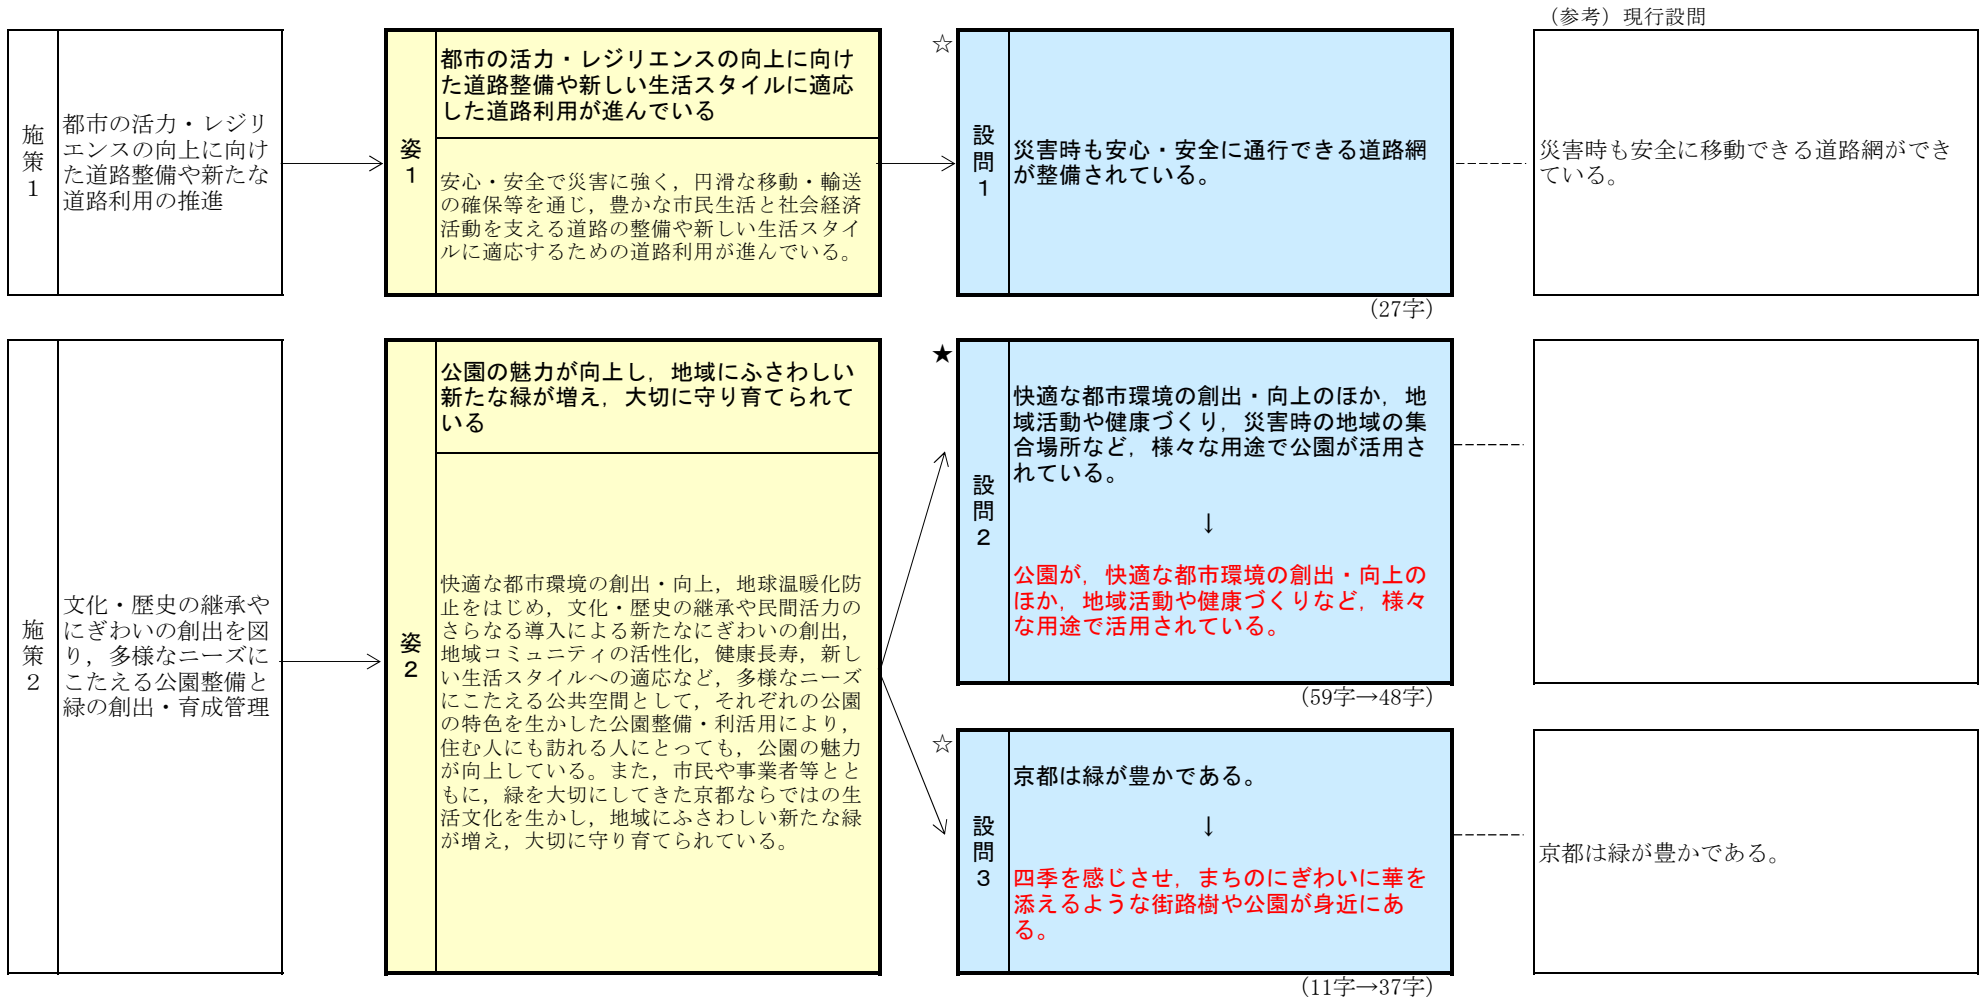 （参考）現行設問
施策1
都市の活力・レジリ
エンスの向上に向け
た道路整備や新たな
道路利用の推進
姿1
都市の活力・レジリエンスの向上に向け
た道路整備や新しい生活スタイルに適応
した道路利用が進んでいる
安心・安全で災害に強く，円滑な移動・輸送
の確保等を通じ，豊かな市民生活と社会経済
活動を支える道路の整備や新しい生活スタイ
ルに適応するための道路利用が進んでいる。
☆
設問1
災害時も安心・安全に通行できる道路網
が整備されている。
（27字）
災害時も安全に移動できる道路網ができ
ている。
施策2
文化・歴史の継承や
にぎわいの創出を図
り，多様なニーズに
こたえる公園整備と
緑の創出・育成管理
姿2
公園の魅力が向上し，地域にふさわしい
新たな緑が増え，大切に守り育てられて
いる
快適な都市環境の創出・向上，地球温暖化防
止をはじめ，文化・歴史の継承や民間活力の
さらなる導入による新たなにぎわいの創出，
地域コミュニティの活性化，健康長寿，新し
い生活スタイルへの適応など，多様なニーズ
にこたえる公共空間として，それぞれの公園
の特色を生かした公園整備・利活用により，
住む人にも訪れる人にとっても，公園の魅力
が向上している。また，市民や事業者等とと
もに，緑を大切にしてきた京都ならではの生
活文化を生かし，地域にふさわしい新たな緑
が増え，大切に守り育てられている。
★
設問2
快適な都市環境の創出・向上のほか，地
域活動や健康づくり，災害時の地域の集
合場所など，様々な用途で公園が活用さ
れている。
↓
公園が，快適な都市環境の創出・向上の
ほか，地域活動や健康づくりなど，様々
な用途で活用されている。
（59字→48字）
☆
設問3
京都は緑が豊かである。
↓
四季を感じさせ，まちのにぎわいに華を
添えるような街路樹や公園が身近にあ
る。
（11字→37字）
京都は緑が豊かである。